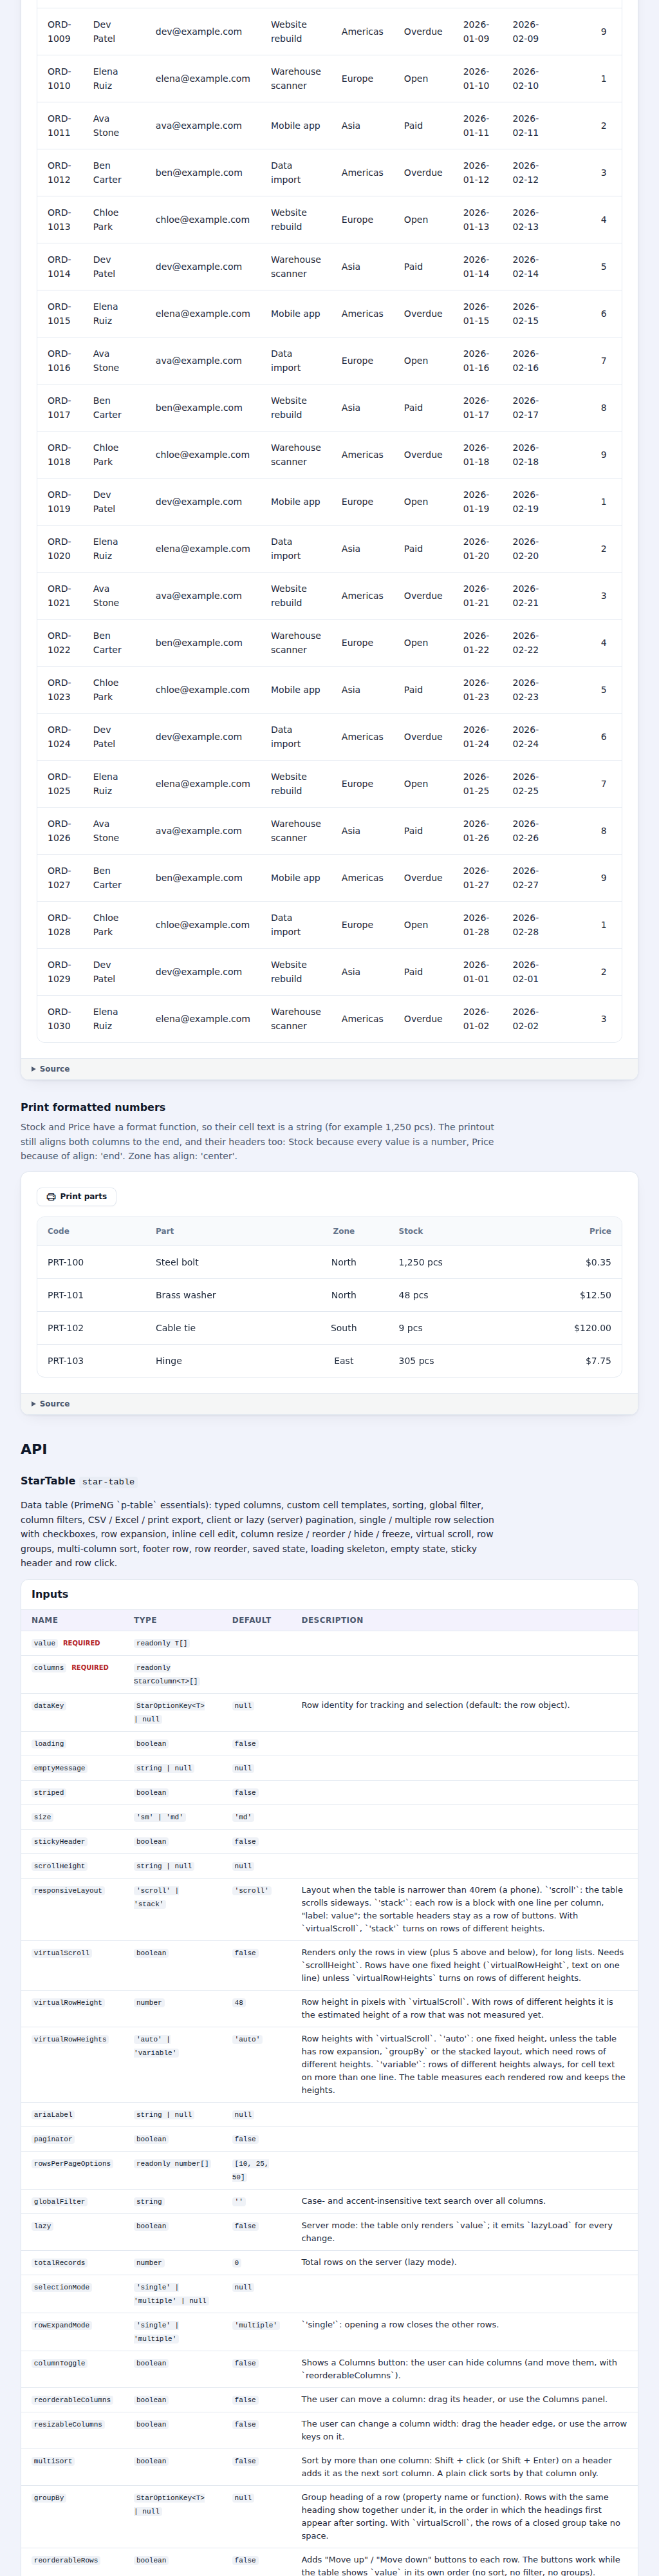 ORD-1009 Dev Patel dev@example.com Website rebuild Americas Overdue 2026-01-09 2026-02-09 9
ORD-1010 Elena Ruiz elena@example.com Warehouse scanner Europe Open 2026-01-10 2026-02-10 1
ORD-1011 Ava Stone ava@example.com Mobile app Asia Paid 2026-01-11 2026-02-11 2
ORD-1012 Ben Carter ben@example.com Data import Americas Overdue 2026-01-12 2026-02-12 3
ORD-1013 Chloe Park chloe@example.com Website rebuild Europe Open 2026-01-13 2026-02-13 4
ORD-1014 Dev Patel dev@example.com Warehouse scanner Asia Paid 2026-01-14 2026-02-14 5
ORD-1015 Elena Ruiz elena@example.com Mobile app Americas Overdue 2026-01-15 2026-02-15 6
ORD-1016 Ava Stone ava@example.com Data import Europe Open 2026-01-16 2026-02-16 7
ORD-1017 Ben Carter ben@example.com Website rebuild Asia Paid 2026-01-17 2026-02-17 8
ORD-1018 Chloe Park chloe@example.com Warehouse scanner Americas Overdue 2026-01-18 2026-02-18 9
ORD-1019 Dev Patel dev@example.com Mobile app Europe Open 2026-01-19 2026-02-19 1
ORD-1020 Elena Ruiz elena@example.com Data import Asia Paid 2026-01-20 2026-02-20 2
ORD-1021 Ava Stone ava@example.com Website rebuild Americas Overdue 2026-01-21 2026-02-21 3
ORD-1022 Ben Carter ben@example.com Warehouse scanner Europe Open 2026-01-22 2026-02-22 4
ORD-1023 Chloe Park chloe@example.com Mobile app Asia Paid 2026-01-23 2026-02-23 5
ORD-1024 Dev Patel dev@example.com Data import Americas Overdue 2026-01-24 2026-02-24 6
ORD-1025 Elena Ruiz elena@example.com Website rebuild Europe Open 2026-01-25 2026-02-25 7
ORD-1026 Ava Stone ava@example.com Warehouse scanner Asia Paid 2026-01-26 2026-02-26 8
ORD-1027 Ben Carter ben@example.com Mobile app Americas Overdue 2026-01-27 2026-02-27 9
ORD-1028 Chloe Park chloe@example.com Data import Europe Open 2026-01-28 2026-02-28 1
ORD-1029 Dev Patel dev@example.com Website rebuild Asia Paid 2026-01-01 2026-02-01 2
ORD-1030 Elena Ruiz elena@example.com Warehouse scanner Americas Overdue 2026-01-02 2026-02-02 3
Source
Print formatted numbers
Stock and Price have a format function, so their cell text is a string (for example 1,250 pcs). The printout
still aligns both columns to the end, and their headers too: Stock because every value is a number, Price
because of align: 'end'. Zone has align: 'center'.
Print parts
Code Part Zone Stock Price
PRT-100 Steel bolt North 1,250 pcs $0.35
PRT-101 Brass washer North 48 pcs $12.50
PRT-102 Cable tie South 9 pcs $120.00
PRT-103 Hinge East 305 pcs $7.75
Source
API
StarTable star-table
Data table (PrimeNG `p-table` essentials): typed columns, custom cell templates, sorting, global filter,
column filters, CSV / Excel / print export, client or lazy (server) pagination, single / multiple row selection
with checkboxes, row expansion, inline cell edit, column resize / reorder / hide / freeze, virtual scroll, row
groups, multi-column sort, footer row, row reorder, saved state, loading skeleton, empty state, sticky
header and row click.
Inputs
NAME TYPE DEFAULT DESCRIPTION
value REQUIRED readonly T[]
columns REQUIRED readonly
StarColumn<T>[]
dataKey StarOptionKey<T> null Row identity for tracking and selection (default: the row object).
| null
loading boolean false
emptyMessage string | null null
striped boolean false
size 'sm' | 'md' 'md'
stickyHeader boolean false
scrollHeight string | null null
responsiveLayout 'scroll' | 'scroll' Layout when the table is narrower than 40rem (a phone). `'scroll'`: the table
'stack' scrolls sideways. `'stack'`: each row is a block with one line per column,
"label: value"; the sortable headers stay as a row of buttons. With
`virtualScroll`, `'stack'` turns on rows of different heights.
virtualScroll boolean false Renders only the rows in view (plus 5 above and below), for long lists. Needs
`scrollHeight`. Rows have one fixed height (`virtualRowHeight`, text on one
line) unless `virtualRowHeights` turns on rows of different heights.
virtualRowHeight number 48 Row height in pixels with `virtualScroll`. With rows of different heights it is
the estimated height of a row that was not measured yet.
virtualRowHeights 'auto' | 'auto' Row heights with `virtualScroll`. `'auto'`: one fixed height, unless the table
'variable' has row expansion, `groupBy` or the stacked layout, which need rows of
different heights. `'variable'`: rows of different heights always, for cell text
on more than one line. The table measures each rendered row and keeps the
heights.
ariaLabel string | null null
paginator boolean false
rowsPerPageOptions readonly number[] [10, 25,
50]
globalFilter string '' Case- and accent-insensitive text search over all columns.
lazy boolean false Server mode: the table only renders `value`; it emits `lazyLoad` for every
change.
totalRecords number 0 Total rows on the server (lazy mode).
selectionMode 'single' | null
'multiple' | null
rowExpandMode 'single' | 'multiple' `'single'`: opening a row closes the other rows.
'multiple'
columnToggle boolean false Shows a Columns button: the user can hide columns (and move them, with
`reorderableColumns`).
reorderableColumns boolean false The user can move a column: drag its header, or use the Columns panel.
resizableColumns boolean false The user can change a column width: drag the header edge, or use the arrow
keys on it.
multiSort boolean false Sort by more than one column: Shift + click (or Shift + Enter) on a header
adds it as the next sort column. A plain click sorts by that column only.
groupBy StarOptionKey<T> null Group heading of a row (property name or function). Rows with the same
| null heading show together under it, in the order in which the headings first
appear after sorting. With `virtualScroll`, the rows of a closed group take no
space.
reorderableRows boolean false Adds "Move up" / "Move down" buttons to each row. The buttons work while
the table shows `value` in its own order (no sort, no filter, no groups).